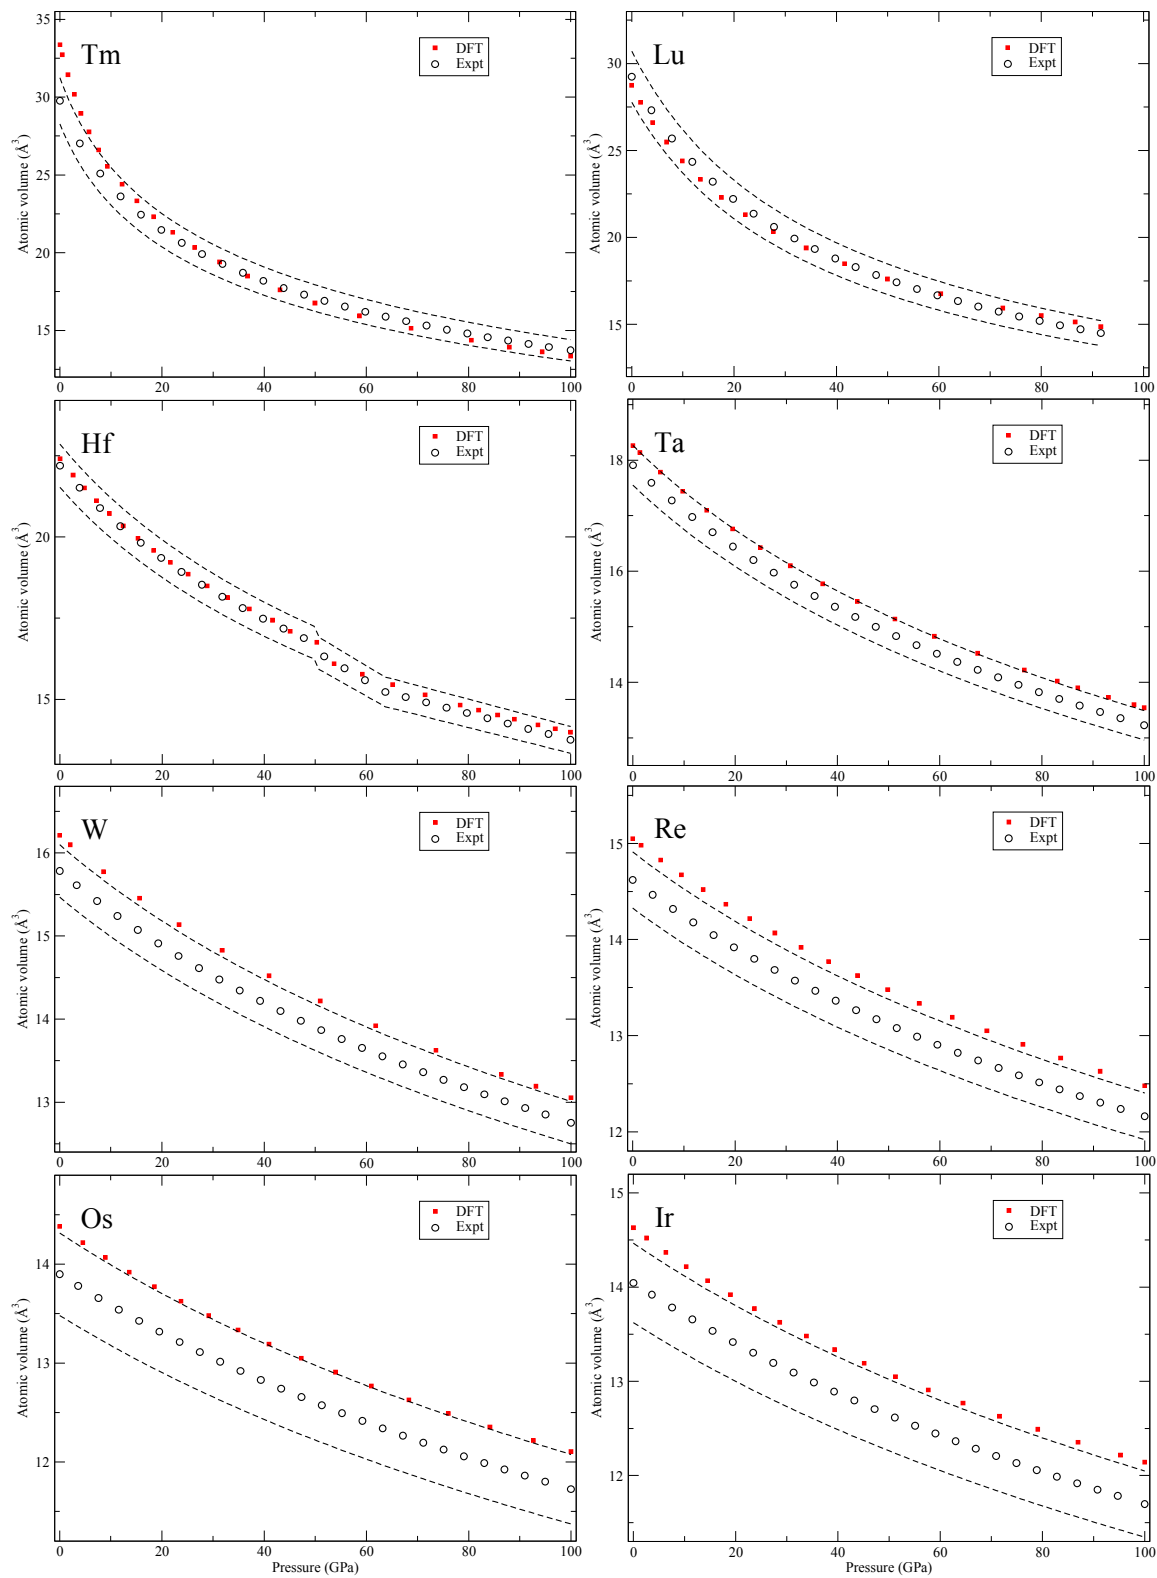 Tm
DFT
Expt
Atomic volume (Å³)
35
30
25
20
15
0
20
40
60
80
100
Lu
DFT
Expt
Atomic volume (Å³)
30
25
20
15
0
20
40
60
80
100
Hf
DFT
Expt
Atomic volume (Å³)
20
15
0
20
40
60
80
100
Ta
DFT
Expt
Atomic volume (Å³)
18
16
14
0
20
40
60
80
100
W
DFT
Expt
Atomic volume (Å³)
16
15
14
13
0
20
40
60
80
100
Re
DFT
Expt
Atomic volume (Å³)
15
14
13
12
0
20
40
60
80
100
Os
DFT
Expt
Atomic volume (Å³)
14
13
12
0
20
40
60
80
100
Pressure (GPa)
Ir
DFT
Expt
Atomic volume (Å³)
15
14
13
12
0
20
40
60
80
100
Pressure (GPa)